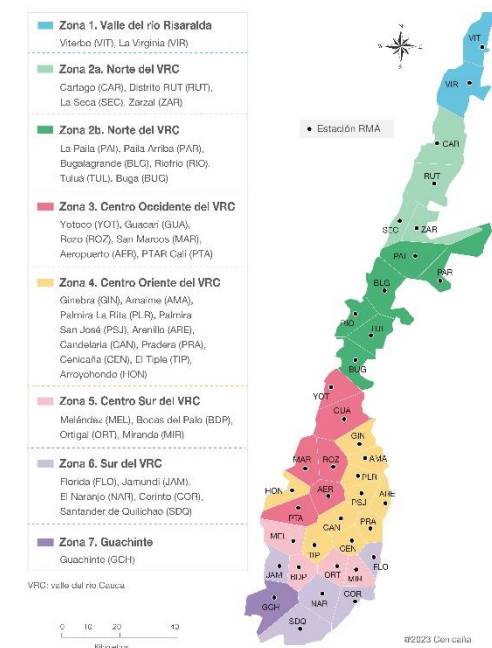 Zona 1. Valle del río Risaralda
Viterbo (VIT), La Virginia (VIR)
Zona 2a. Norte del VRC
Cartago (CAR), Distrito RUT (RUT),
La Seca (SEC), Zarzal (ZAR)
Zona 2b. Norte del VRC
La Paila (PAI), Paila Arriba (PAR),
Bugalagrande (BLG), Riofrío (RIO),
Tuluá (TUL), Buga (BUG)
Zona 3. Centro Occidente del VRC
Yotoco (YOT), Guacarí (GUA),
Rozo (ROZ), San Marcos (MAR),
Aeropuerto (AER), PTAR Cali (PTA)
Zona 4. Centro Oriente del VRC
Ginebra (GIN), Amaime (AMA),
Palmira La Rita (PLR), Palmira
San José (PSJ), Arenillo (ARE),
Candelaria (CAN), Pradera (PRA),
Cenicaña (CEN), El Tiple (TIP),
Arroyohondo (HON)
Zona 5. Centro Sur del VRC
Meléndez (MEL), Bocas del Palo (BDP),
Ortigal (ORT), Miranda (MIR)
Zona 6. Sur del VRC
Florida (FLO), Jamundí (JAM),
El Naranjo (NAR), Corinto (COR),
Santander de Quilichao (SDQ)
Zona 7. Guachinte
Guachinte (GCH)
VRC: valle del río Cauca
0 20 40
Kilómetros
Estación RMA
VIT
VIR
CAR
RUT
SEC
ZAR
PAI
PAR
BLG
RIO
TUL
BUG
YOT
GUA
GIN
MAR
ROZ
AMA
PLR
HON
AER
PSJ
ARE
PTA
CAN
PRA
MEL
TIP
CEN
FLO
JAM
BDP
ORT
MIR
GCH
NAR
COR
SDQ
©2023 Cenicaña